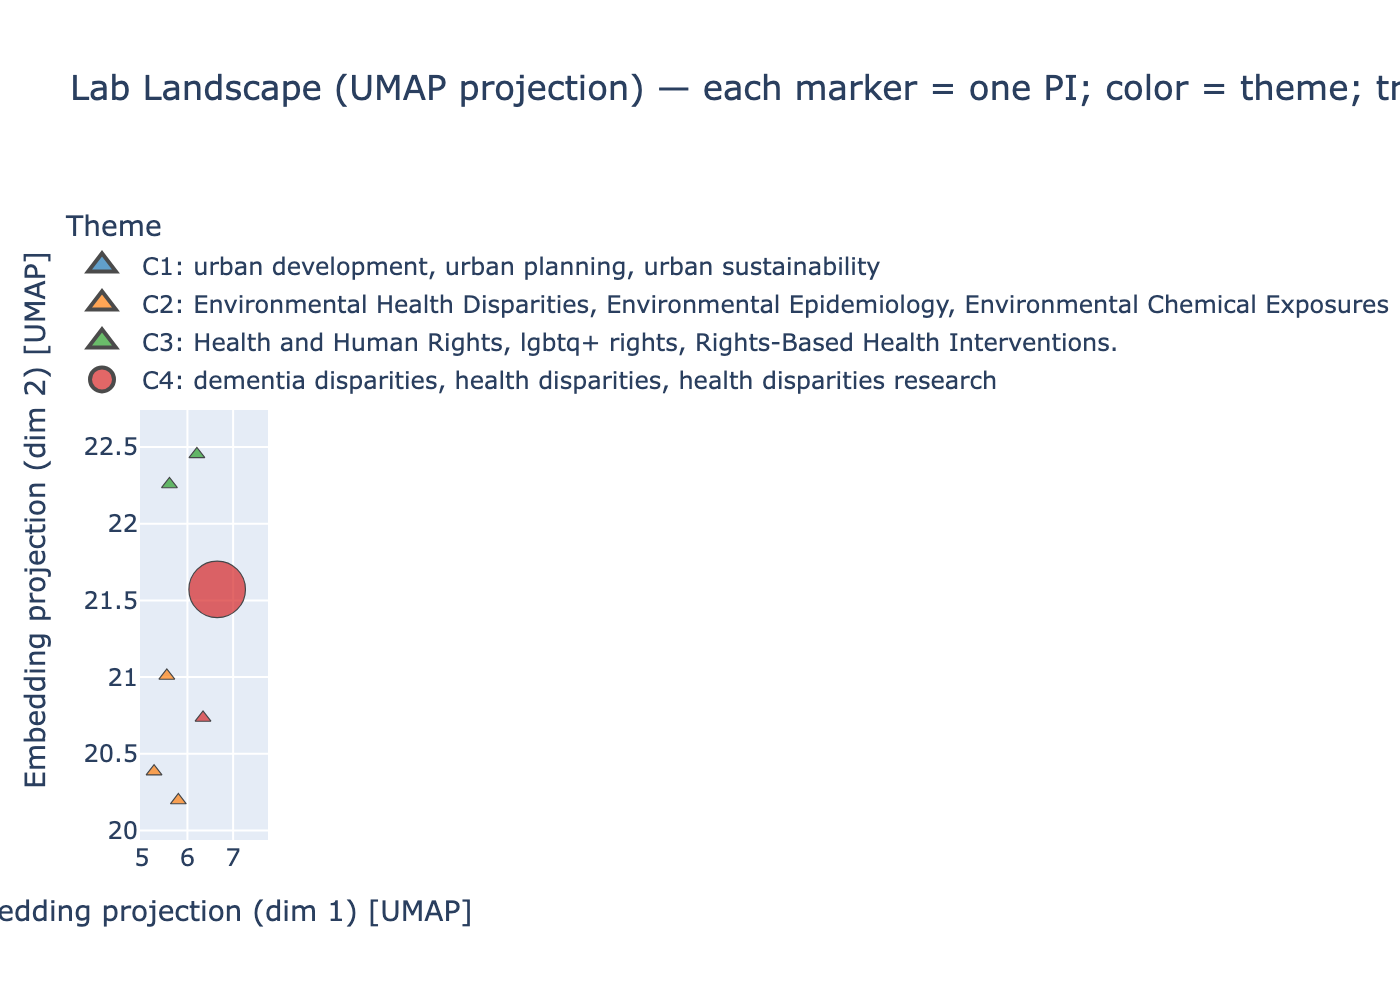 Lab Landscape (UMAP projection) — each marker = one PI; color = theme; tr
Theme
C1: urban development, urban planning, urban sustainability
C2: Environmental Health Disparities, Environmental Epidemiology, Environmental Chemical Exposures
C3: Health and Human Rights, lgbtq+ rights, Rights-Based Health Interventions.
C4: dementia disparities, health disparities, health disparities research
Embedding projection (dim 2) [UMAP]
22.5
22
21.5
21
20.5
20
5 6 7
edding projection (dim 1) [UMAP]